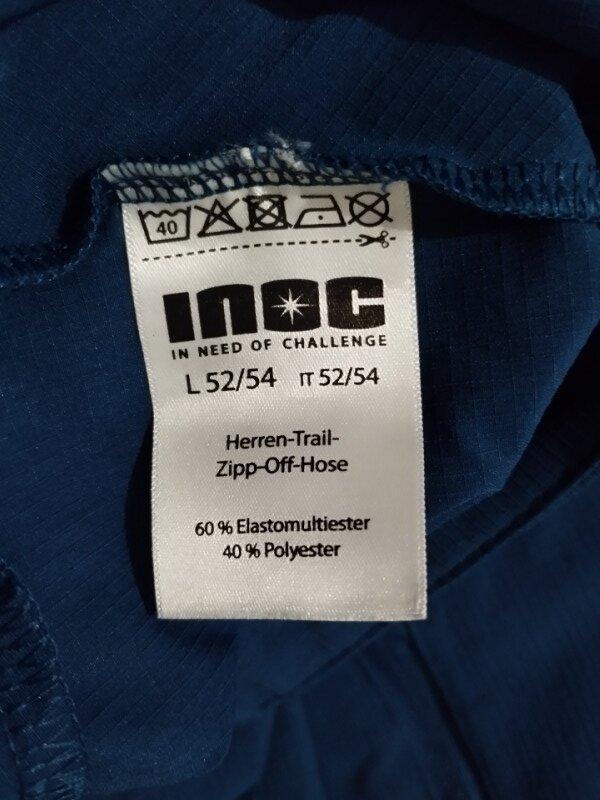 40
INOC
IN NEED OF CHALLENGE
L 52/54 IT 52/54
Herren-Trail-
Zipp-Off-Hose
60 % Elastomultiester
40 % Polyester